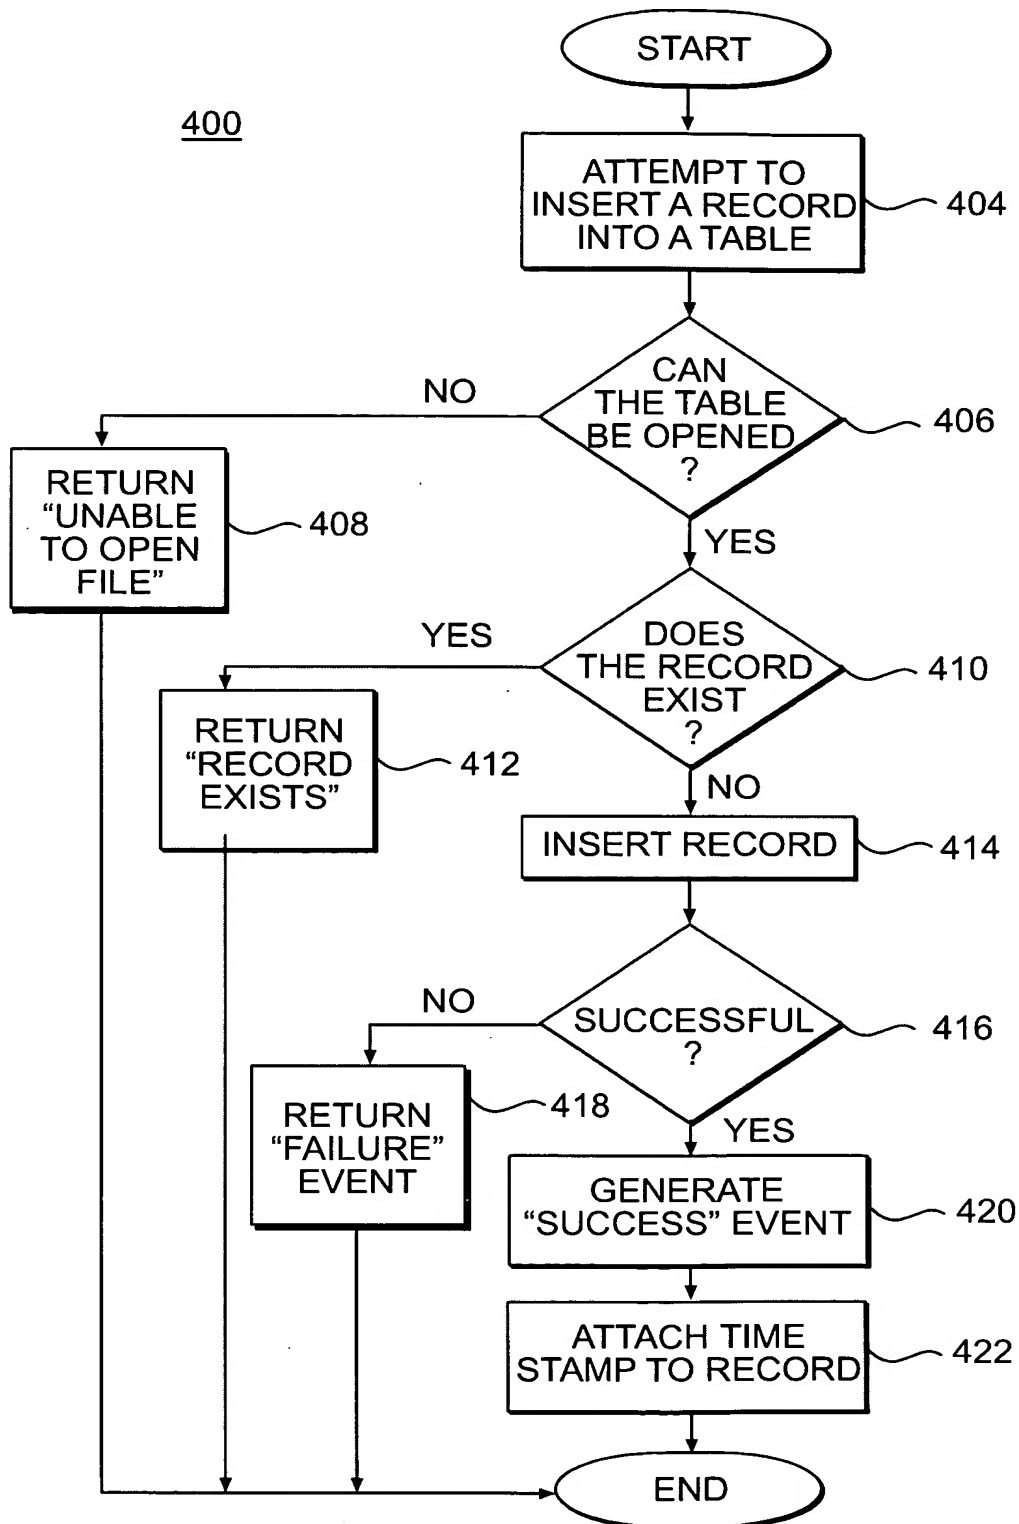 START
400
ATTEMPT TO
INSERT A RECORD
INTO A TABLE
404
CAN
THE TABLE
BE OPENED
?
406
NO
RETURN
“UNABLE
TO OPEN
FILE”
408
YES
DOES
THE RECORD
EXIST
?
410
YES
RETURN
“RECORD
EXISTS”
412
NO
INSERT RECORD
414
SUCCESSFUL
?
416
NO
RETURN
“FAILURE”
EVENT
418
YES
GENERATE
“SUCCESS” EVENT
420
ATTACH TIME
STAMP TO RECORD
422
END